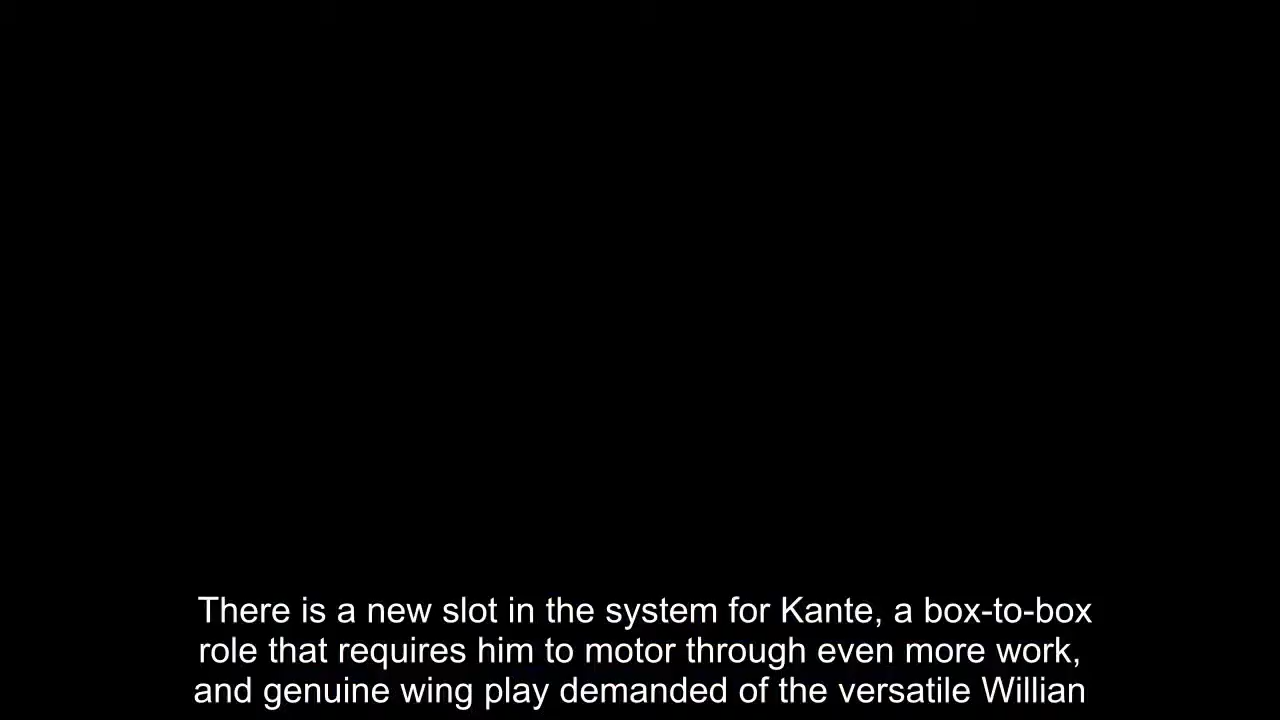 There is a new slot in the system for Kante, a box-to-box
role that requires him to motor through even more work,
and genuine wing play demanded of the versatile Willian